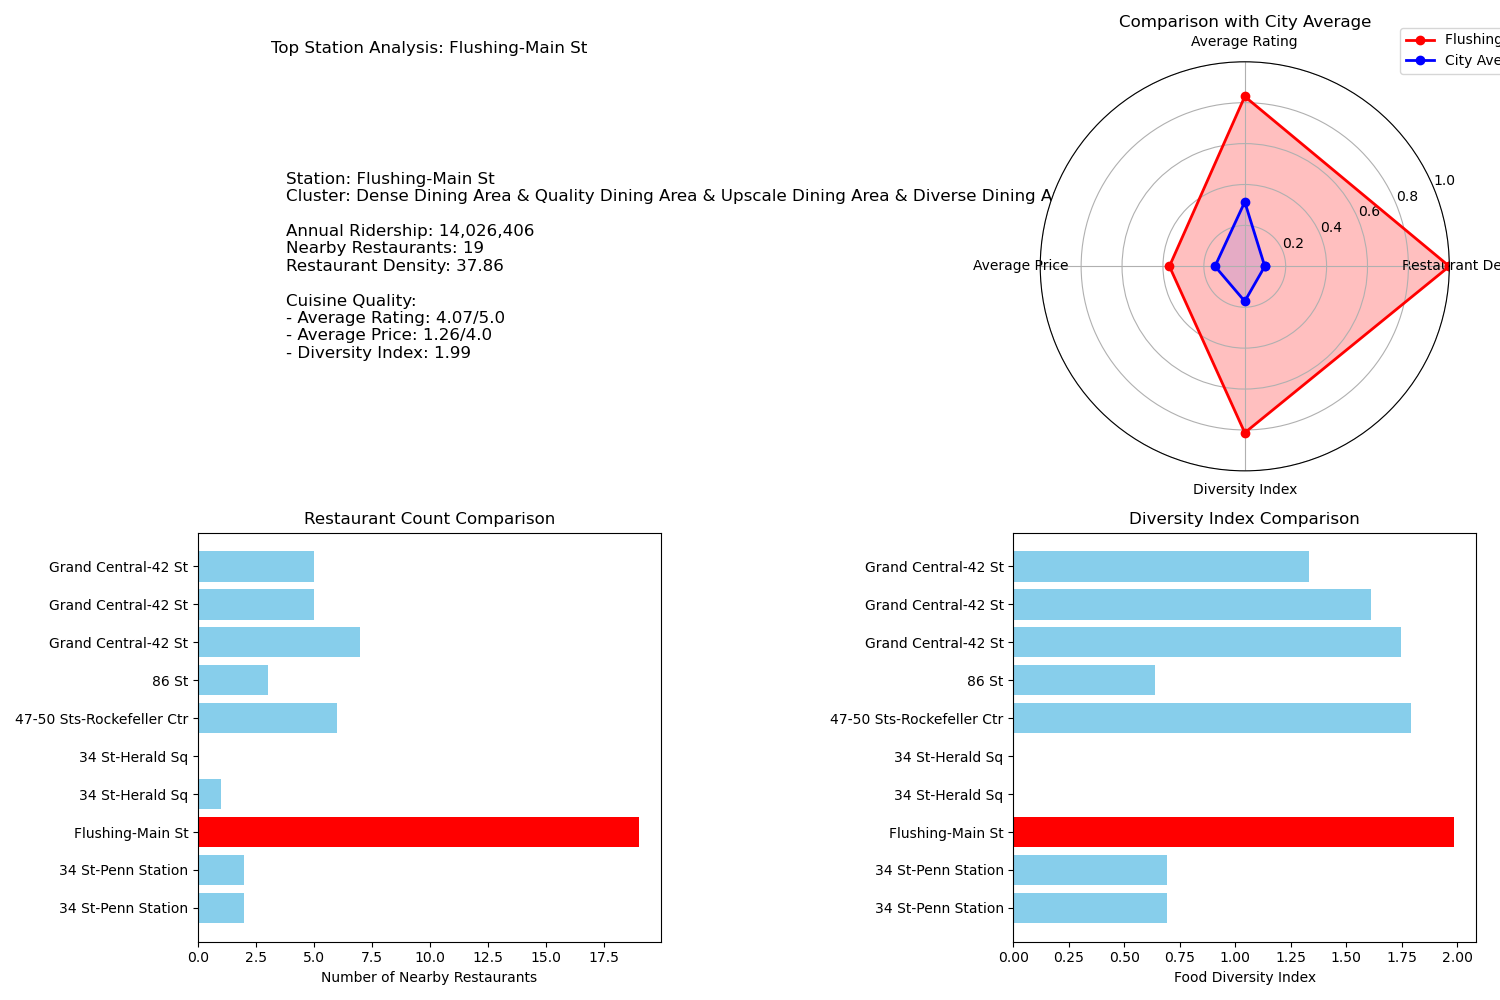 Top Station Analysis: Flushing-Main St
Station: Flushing-Main St
Cluster: Dense Dining Area & Quality Dining Area & Upscale Dining Area & Diverse Dining A
Annual Ridership: 14,026,406
Nearby Restaurants: 19
Restaurant Density: 37.86
Cuisine Quality:
- Average Rating: 4.07/5.0
- Average Price: 1.26/4.0
- Diversity Index: 1.99
Comparison with City Average
Average Rating
Flushing
City Ave
1.0
0.8
0.6
0.4
0.2
Average Price
Restaurant De
Diversity Index
Restaurant Count Comparison
Grand Central-42 St
Grand Central-42 St
Grand Central-42 St
86 St
47-50 Sts-Rockefeller Ctr
34 St-Herald Sq
34 St-Herald Sq
Flushing-Main St
34 St-Penn Station
34 St-Penn Station
0.0 2.5 5.0 7.5 10.0 12.5 15.0 17.5
Number of Nearby Restaurants
Diversity Index Comparison
Grand Central-42 St
Grand Central-42 St
Grand Central-42 St
86 St
47-50 Sts-Rockefeller Ctr
34 St-Herald Sq
34 St-Herald Sq
Flushing-Main St
34 St-Penn Station
34 St-Penn Station
0.00 0.25 0.50 0.75 1.00 1.25 1.50 1.75 2.00
Food Diversity Index